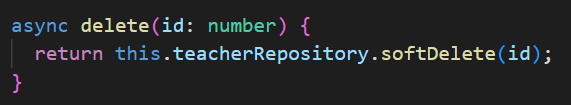 async delete(id: number) {
  return this.teacherRepository.softDelete(id);
}